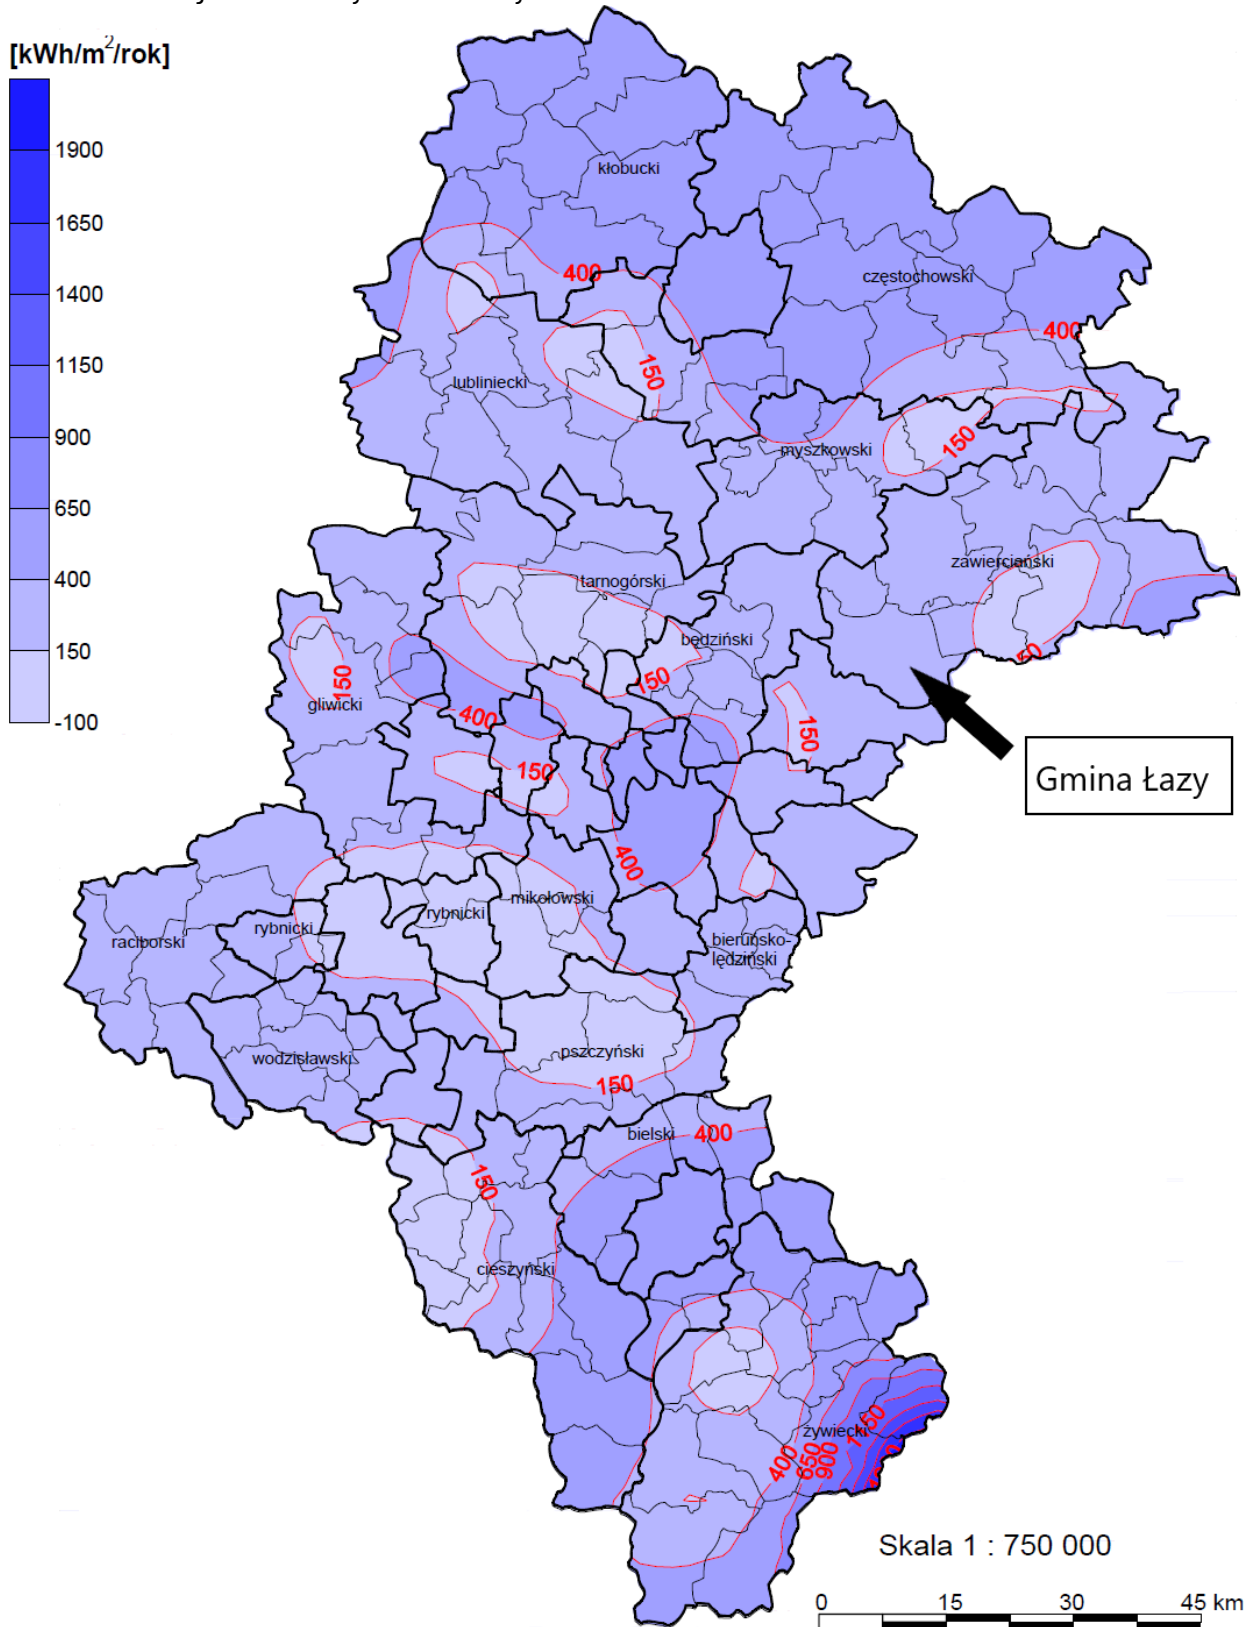 [kWh/m²/rok]
1900
1650
1400
1150
900
650
400
150
-100
kłobucki
400
częstochowski
400
150
lubliniecki
150
myszkowski
zawierciański
tarnogórski
będziński
50
150
150
gliwicki
400
150
150
Gmina Łazy
400
mikołowski
rybnicki
rybnicki
raciborski
bieruńsko-
lędziński
pszczyński
wodzisławski
150
bielski
400
150
cieszyński
żywiecki
1150
400
650
900
Skala 1 : 750 000
0 15 30 45 km